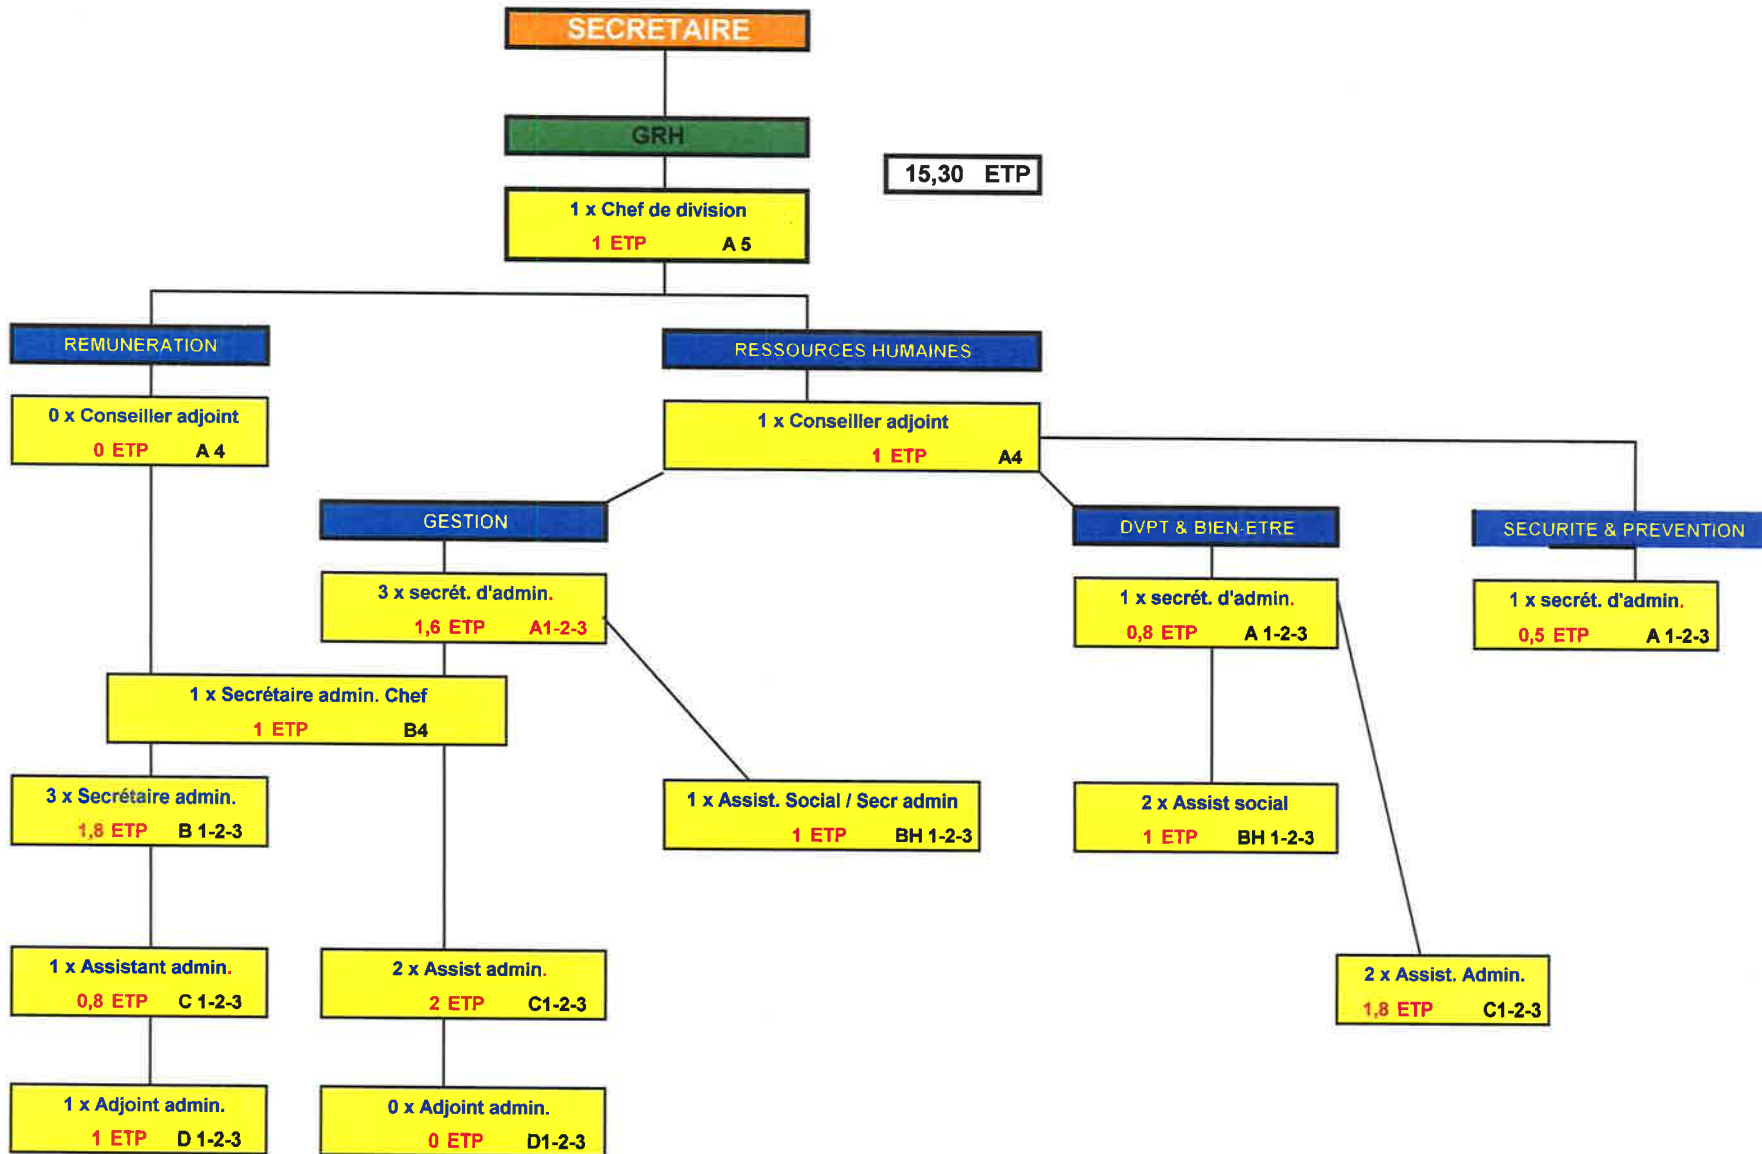 SECRETAIRE
GRH
15,30 ETP
1 x Chef de division
1 ETP A 5
REMUNERATION
RESSOURCES HUMAINES
0 x Conseiller adjoint
0 ETP A 4
1 x Conseiller adjoint
1 ETP A4
GESTION
DVPT & BIEN-ETRE
SECURITE & PREVENTION
3 x secrét. d'admin.
1,6 ETP A1-2-3
1 x secrét. d'admin.
0,8 ETP A 1-2-3
1 x secrét. d'admin.
0,5 ETP A 1-2-3
1 x Secrétaire admin. Chef
1 ETP B4
3 x Secrétaire admin.
1,8 ETP B 1-2-3
1 x Assist. Social / Secr admin
1 ETP BH 1-2-3
2 x Assist social
1 ETP BH 1-2-3
1 x Assistant admin.
0,8 ETP C 1-2-3
2 x Assist admin.
2 ETP C1-2-3
2 x Assist. Admin.
1,8 ETP C1-2-3
1 x Adjoint admin.
1 ETP D 1-2-3
0 x Adjoint admin.
0 ETP D1-2-3